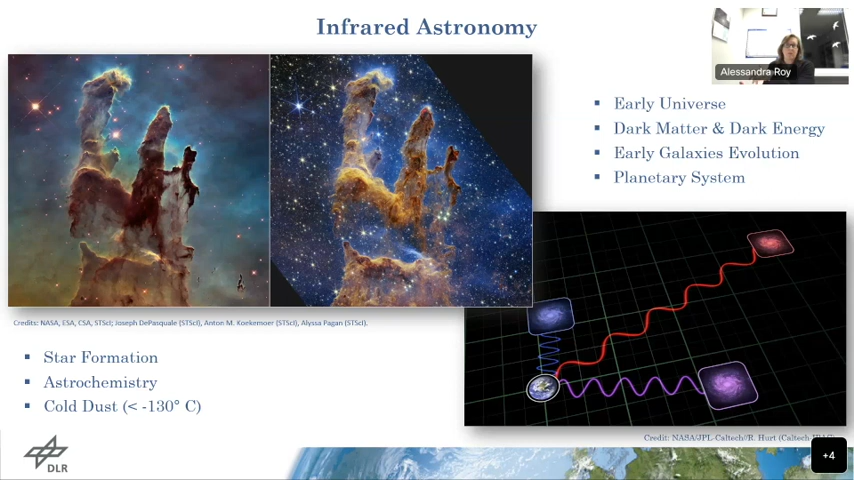 Infrared Astronomy
Alessandra Roy
▪ Early Universe
▪ Dark Matter & Dark Energy
▪ Early Galaxies Evolution
▪ Planetary System
Credits: NASA, ESA, CSA, STScI; Joseph DePasquale (STScI), Anton M. Koekemoer (STScI), Alyssa Pagan (STScI).
▪ Star Formation
▪ Astrochemistry
▪ Cold Dust (< -130° C)
Credit: NASA/JPL-Caltech/R. Hurt (Caltech-
DLR
+4